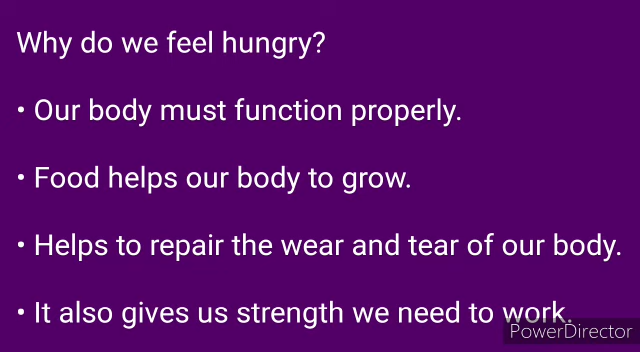 Why do we feel hungry?
• Our body must function properly.
• Food helps our body to grow.
• Helps to repair the wear and tear of our body.
• It also gives us strength we need to work.
PowerDirector